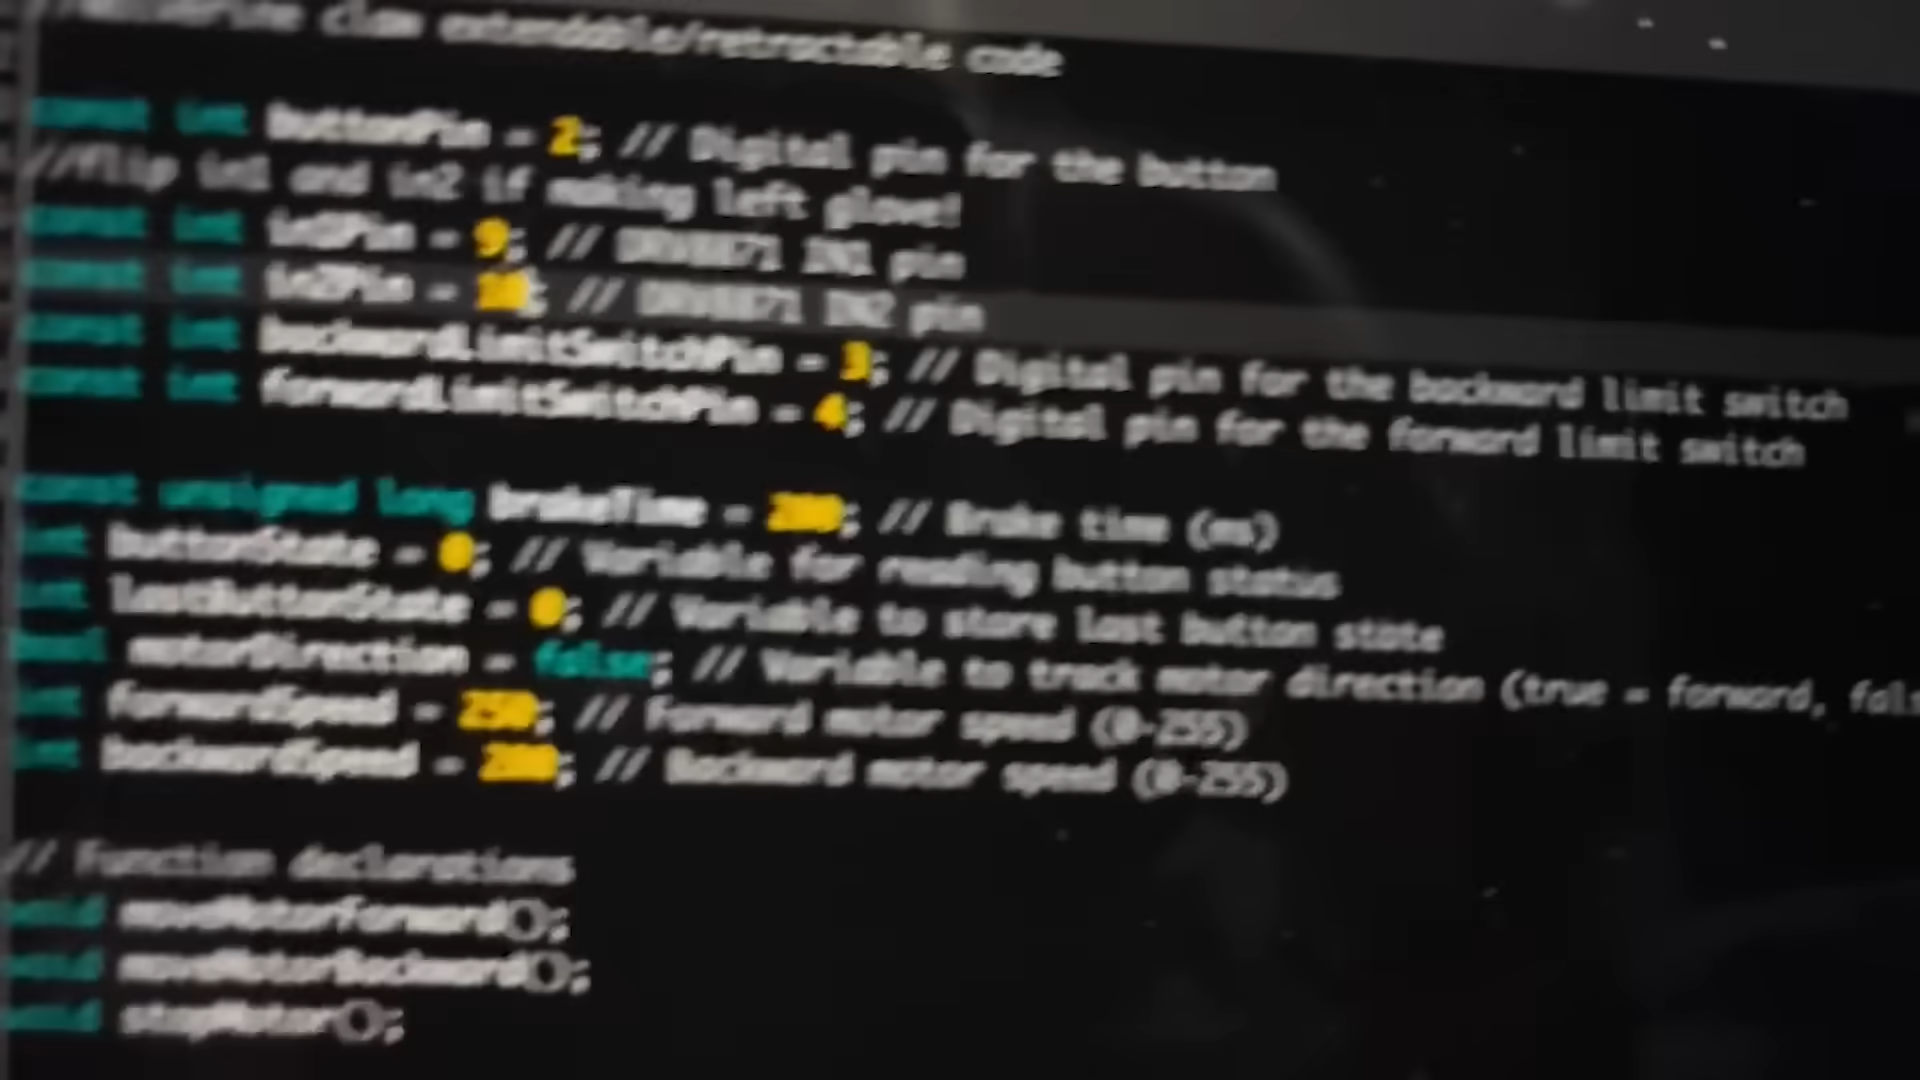 claw extendable/retractable code
const int buttonPin = 2; // Digital pin for the button
//flip in1 and in2 if making left glove!
const int = 9; // DRV8871 IN1 pin
const int in2Pin = 10; // DRV8871 IN2 pin
const int backwardLimitSwitchPin = 3; // Digital pin for the backward limit switch
const int forwardLimitSwitchPin = 4; // Digital pin for the forward limit switch
const unsigned long brakeTime = ; // Brake time (ms)
int buttonState = 0; // Variable for reading button status
int lastButtonState = 0; // Variable to store last button state
bool motorDirection = false; // Variable to track motor direction (true = forward, fals
int forwardSpeed = ; // Forward motor speed (0-255)
int backwardSpeed = ; // Backward motor speed (0-255)
// Function declarations
void moveMotorForward();
void moveMotorBackward();
void stopMotor();